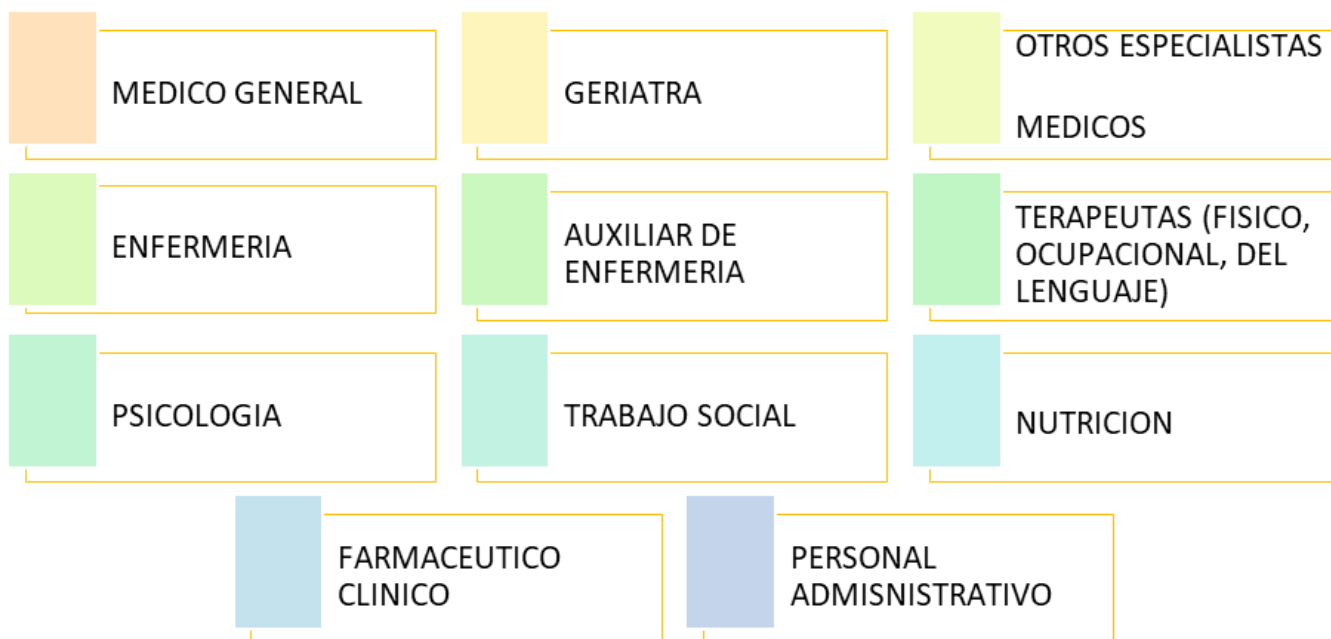 MEDICO GENERAL
GERIATRA
OTROS ESPECIALISTAS
MEDICOS
ENFERMERIA
AUXILIAR DE
ENFERMERIA
TERAPEUTAS (FISICO,
OCUPACIONAL, DEL
LENGUAJE)
PSICOLOGIA
TRABAJO SOCIAL
NUTRICION
FARMACEUTICO
CLINICO
PERSONAL
ADMISNISTRATIVO